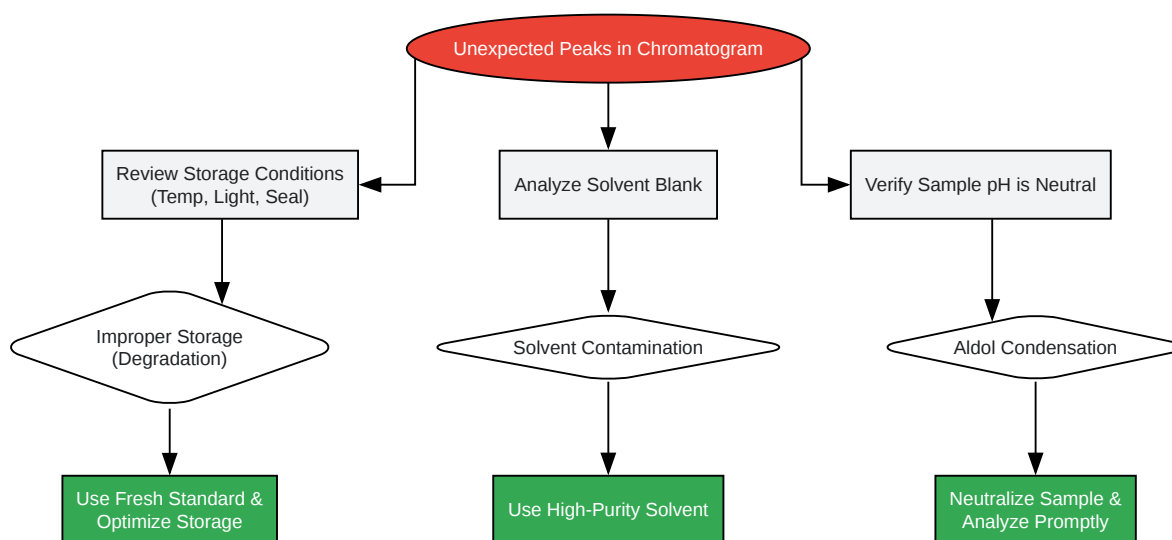 Unexpected Peaks in Chromatogram
Review Storage Conditions
(Temp, Light, Seal)
Analyze Solvent Blank
Verify Sample pH is Neutral
Improper Storage
(Degradation)
Solvent Contamination
Aldol Condensation
Use Fresh Standard &
Optimize Storage
Use High-Purity Solvent
Neutralize Sample &
Analyze Promptly